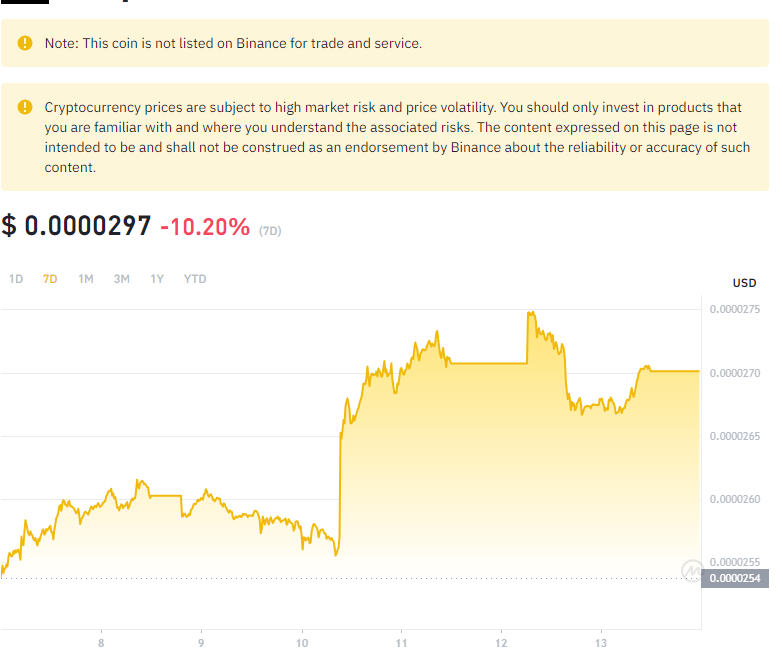 Note: This coin is not listed on Binance for trade and service.
Cryptocurrency prices are subject to high market risk and price volatility. You should only invest in products that
you are familiar with and where you understand the associated risks. The content expressed on this page is not
intended to be and shall not be construed as an endorsement by Binance about the reliability or accuracy of such
content.
$ 0.0000297 -10.20% (7D)
1D 7D 1M 3M 1Y YTD
USD
0.0000275
0.0000270
0.0000265
0.0000260
0.0000255
0.0000254
8 9 10 11 12 13